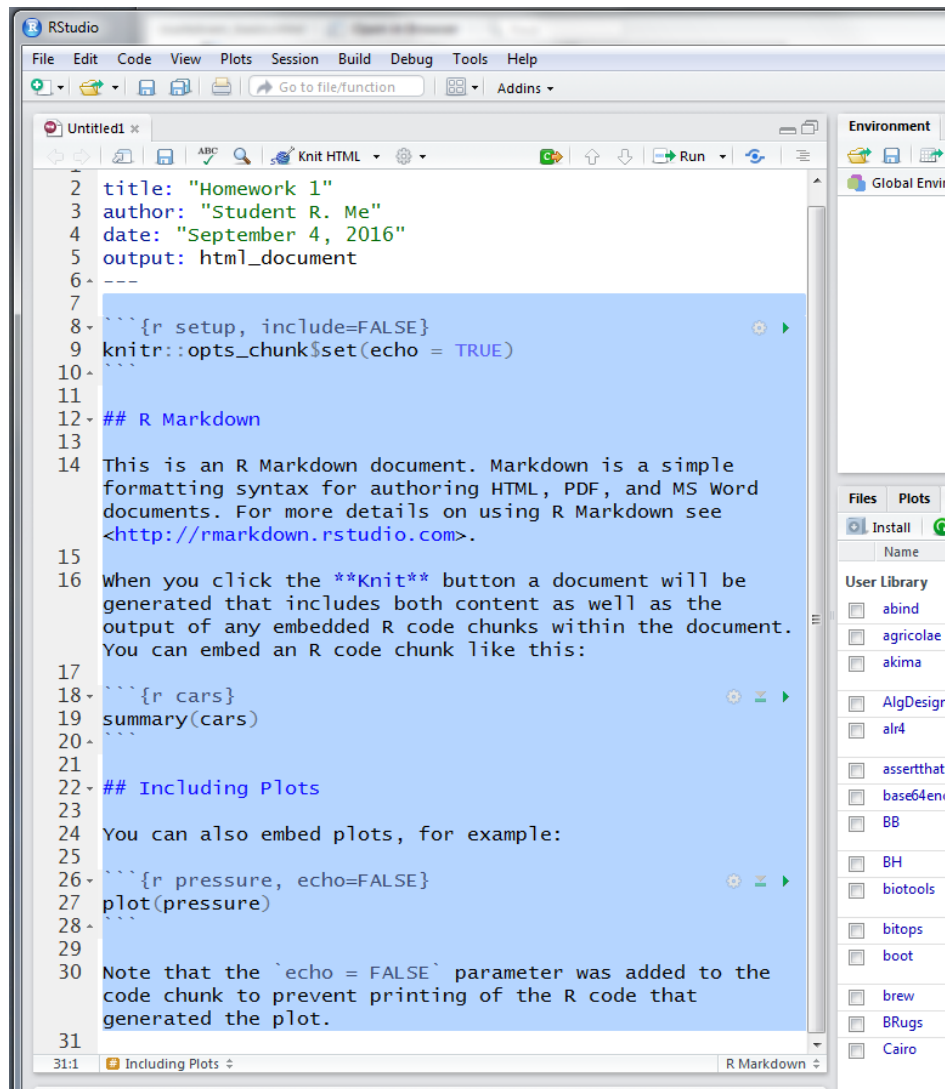 RStudio
File Edit Code View Plots Session Build Debug Tools Help
Go to file/function Addins
Untitled1
ABC Knit HTML Run
2 title: "Homework 1"
3 author: "Student R. Me"
4 date: "September 4, 2016"
5 output: html_document
6 ---
7
8 ```{r setup, include=FALSE}
9 knitr::opts_chunk$set(echo = TRUE)
10 ```
11
12 ## R Markdown
13
14 This is an R Markdown document. Markdown is a simple
formatting syntax for authoring HTML, PDF, and MS Word
documents. For more details on using R Markdown see
<http://rmarkdown.rstudio.com>.
15
16 When you click the **Knit** button a document will be
generated that includes both content as well as the
output of any embedded R code chunks within the document.
You can embed an R code chunk like this:
17
18 ```{r cars}
19 summary(cars)
20 ```
21
22 ## Including Plots
23
24 You can also embed plots, for example:
25
26 ```{r pressure, echo=FALSE}
27 plot(pressure)
28 ```
29
30 Note that the `echo = FALSE` parameter was added to the
code chunk to prevent printing of the R code that
generated the plot.
31
31:1 Including Plots R Markdown
Environment
Global Envi
Files Plots
Install
Name
User Library
abind
agricolae
akima
AlgDesign
alr4
assertthat
base64en
BB
BH
biotools
bitops
boot
brew
BRugs
Cairo